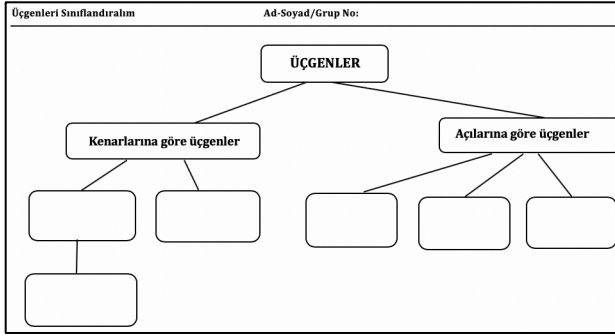 Üçgenleri Sınıflandıralım
Ad-Soyad/Grup No:
ÜÇGENLER
Kenarlarına göre üçgenler
Açılarına göre üçgenler